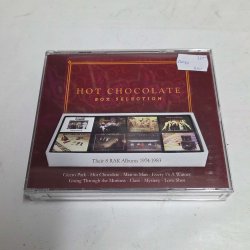 HOT CHOCOLATE
BOX SELECTION
Their 8 RAK Albums 1974-1983
Cicero Park · Hot Chocolate · Man to Man · Every 1's A Winner
Going Through the Motions · Class · Mystery · Love Shot